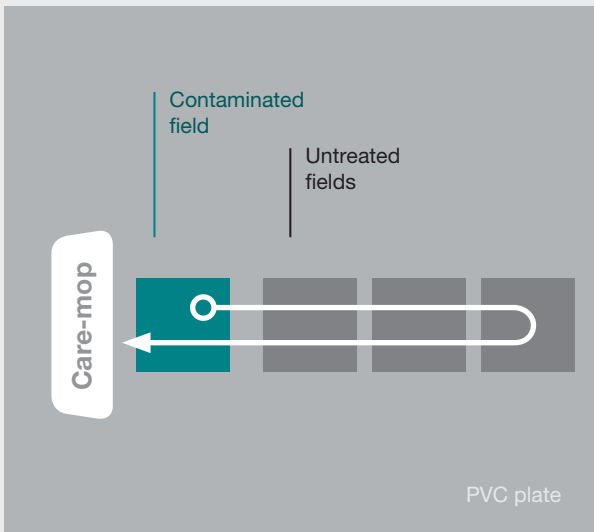 Contaminated
field
Untreated
fields
Care-mop
PVC plate